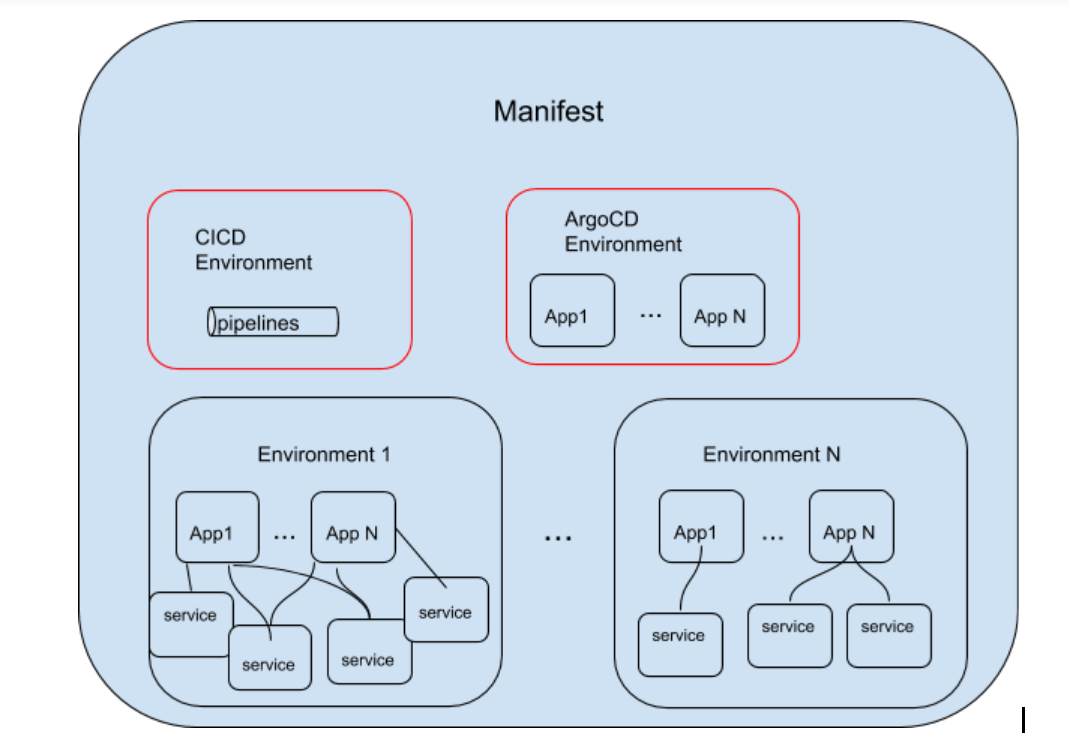 Manifest
CICD
Environment
pipelines
ArgoCD
Environment
App1
...
App N
Environment 1
App1
...
App N
service
service
service
service
...
Environment N
App1
...
App N
service
service
service